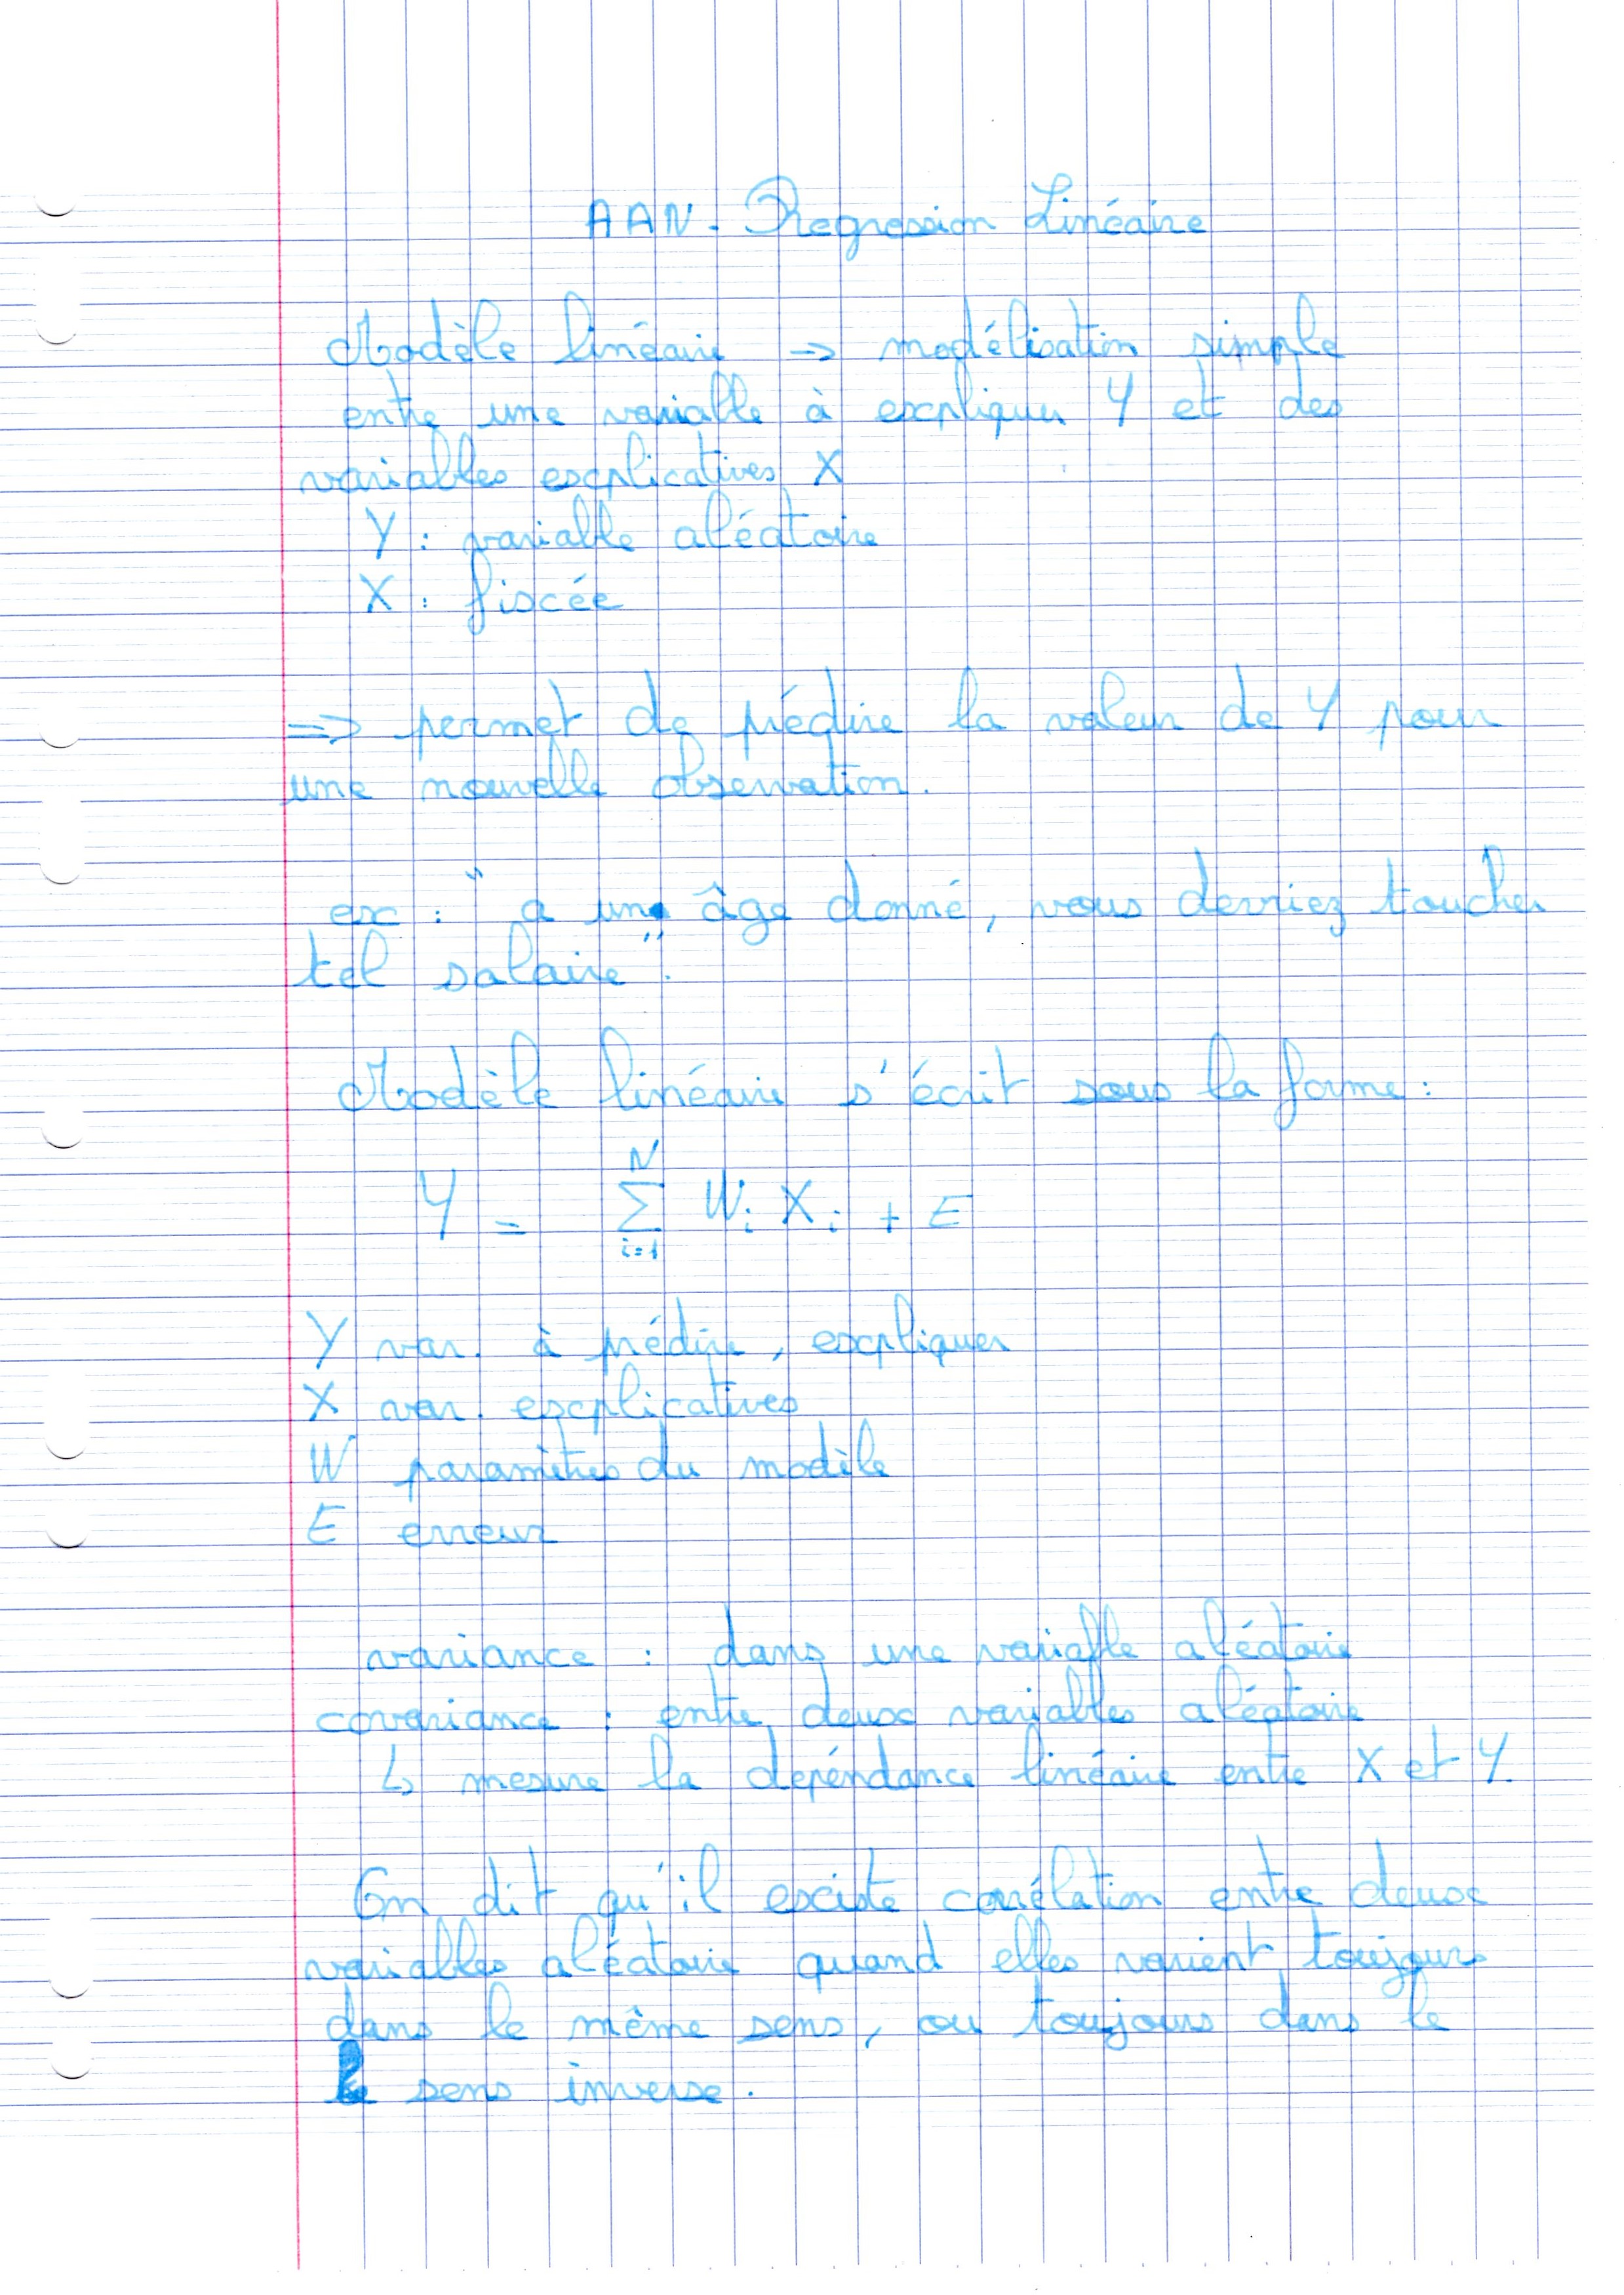 AAN - Regression Linéaire
Modèle linéaire => modélisation simple
entre une variable à expliquer Y et des
variables explicatives X
Y : variable aléatoire
X : fixée
=> permet de prédire la valeur de Y pour
une nouvelle observation.
ex : " a un âge donné, vous devriez toucher
tel salaire".
Modèle linéaire s'écrit sous la forme :
N
Y = Σ Wi Xi + E
i=1
Y var. à prédire, expliquer
X var. explicatives
W paramètres du modèle
E erreur
variance : dans une variable aléatoire
covariance : entre deux variables aléatoire
↳ mesure la dépendance linéaire entre X et Y.
On dit qu'il existe corrélation entre deux
variables aléatoire quand elles varient toujours
dans le même sens, ou toujours dans le
sens inverse.